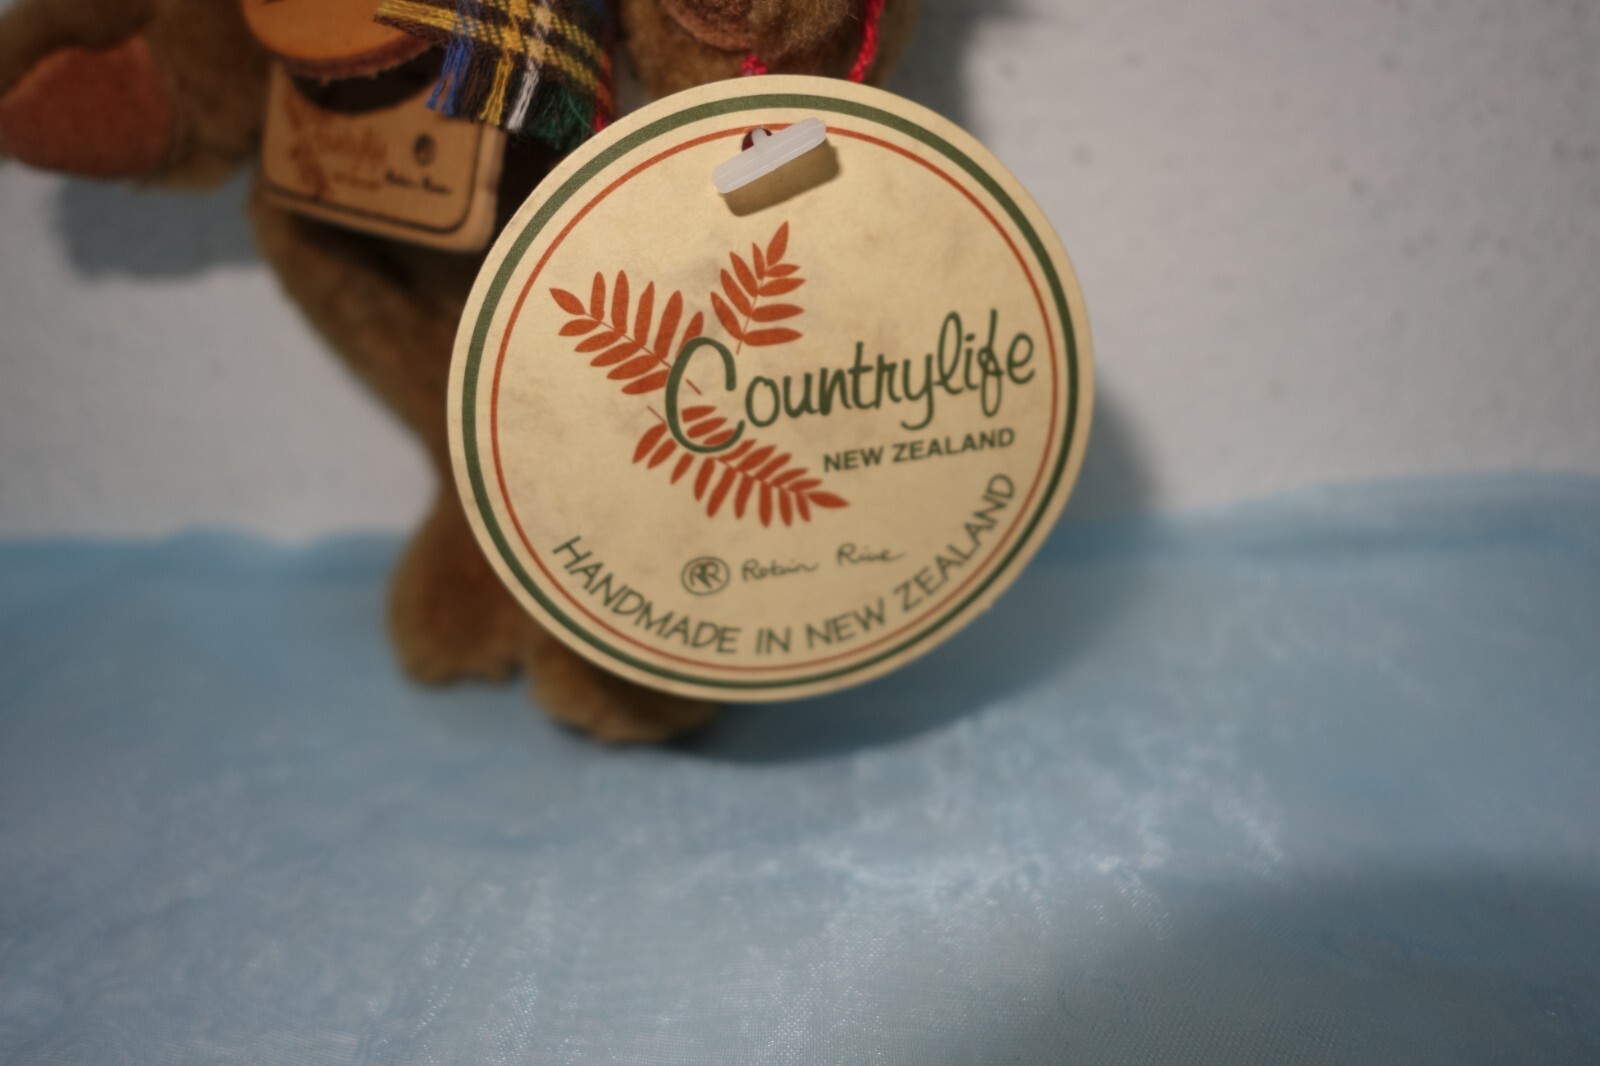 Countrylife
NEW ZEALAND
RR Robin Rive
HANDMADE IN NEW ZEALAND